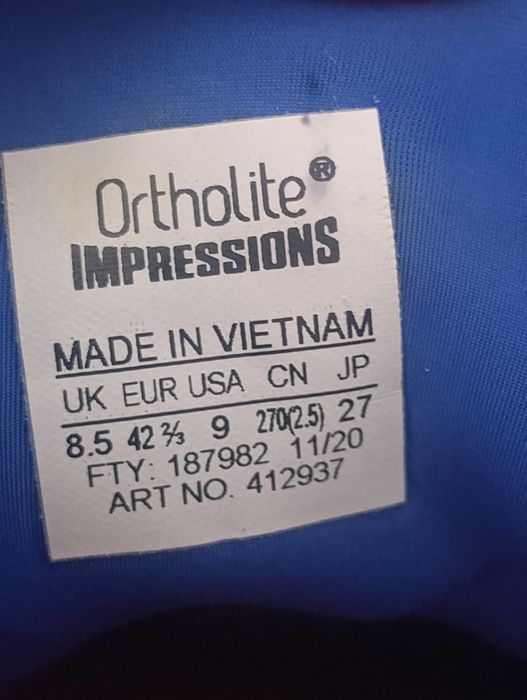 Ortholite®
IMPRESSIONS
MADE IN VIETNAM
UK EUR USA CN JP
8.5 42⅔ 9 270(2.5) 27
FTY: 187982 11/20
ART NO. 412937